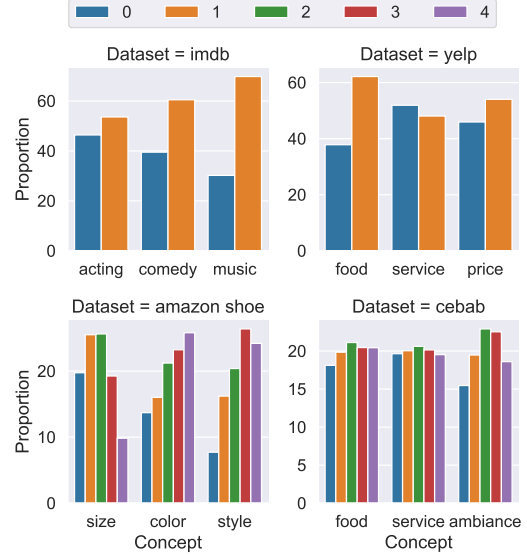 0 1 2 3 4
Dataset = imdb
Dataset = yelp
Proportion
60
40
20
0
acting comedy music
60
40
20
0
food service price
Dataset = amazon shoe
Dataset = cebab
Proportion
20
10
0
size color style
Concept
20
15
10
5
0
food service ambiance
Concept